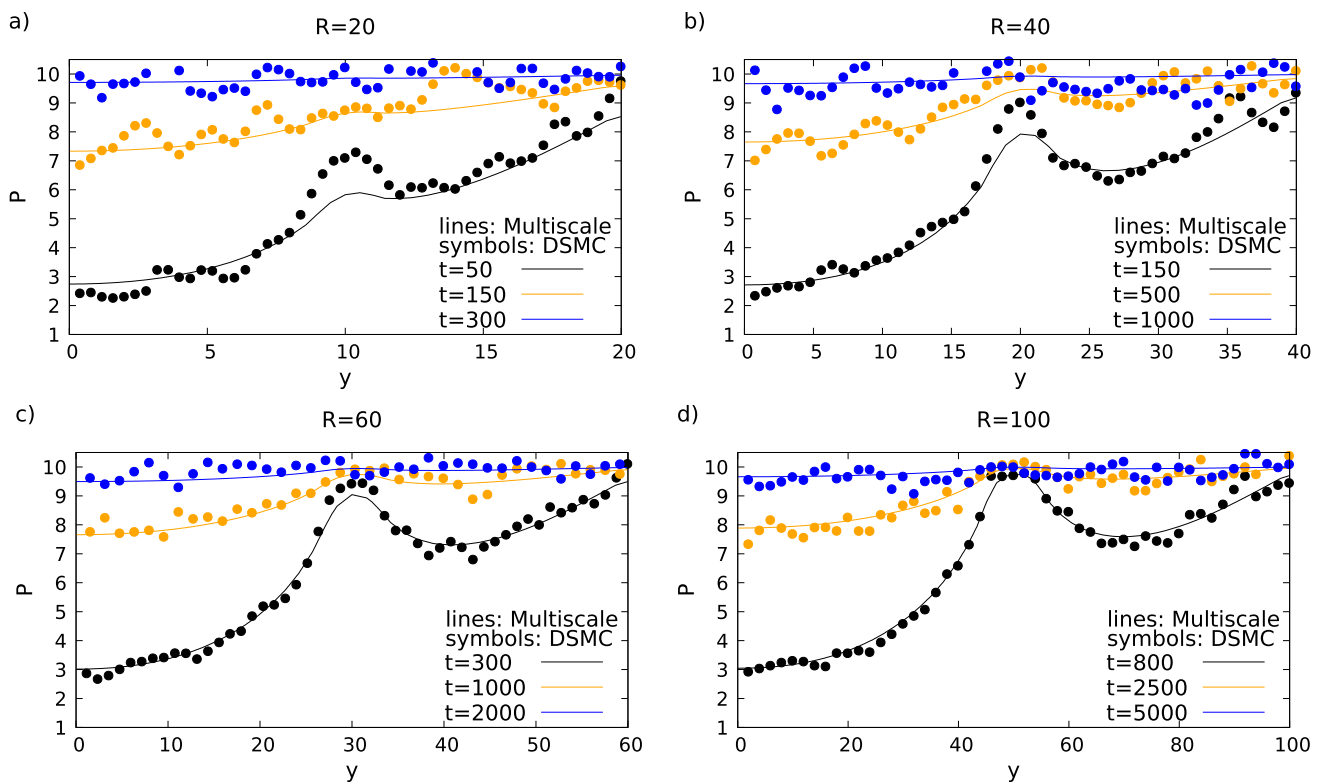 a)
R=20
P
10
9
8
7
6
5
4
3
2
1
lines: Multiscale
symbols: DSMC
t=50
t=150
t=300
0
5
10
15
20
y
b)
R=40
P
10
9
8
7
6
5
4
3
2
1
lines: Multiscale
symbols: DSMC
t=150
t=500
t=1000
0
5
10
15
20
25
30
35
40
y
c)
R=60
P
10
9
8
7
6
5
4
3
2
1
lines: Multiscale
symbols: DSMC
t=300
t=1000
t=2000
0
10
20
30
40
50
60
y
d)
R=100
P
10
9
8
7
6
5
4
3
2
1
lines: Multiscale
symbols: DSMC
t=800
t=2500
t=5000
0
20
40
60
80
100
y